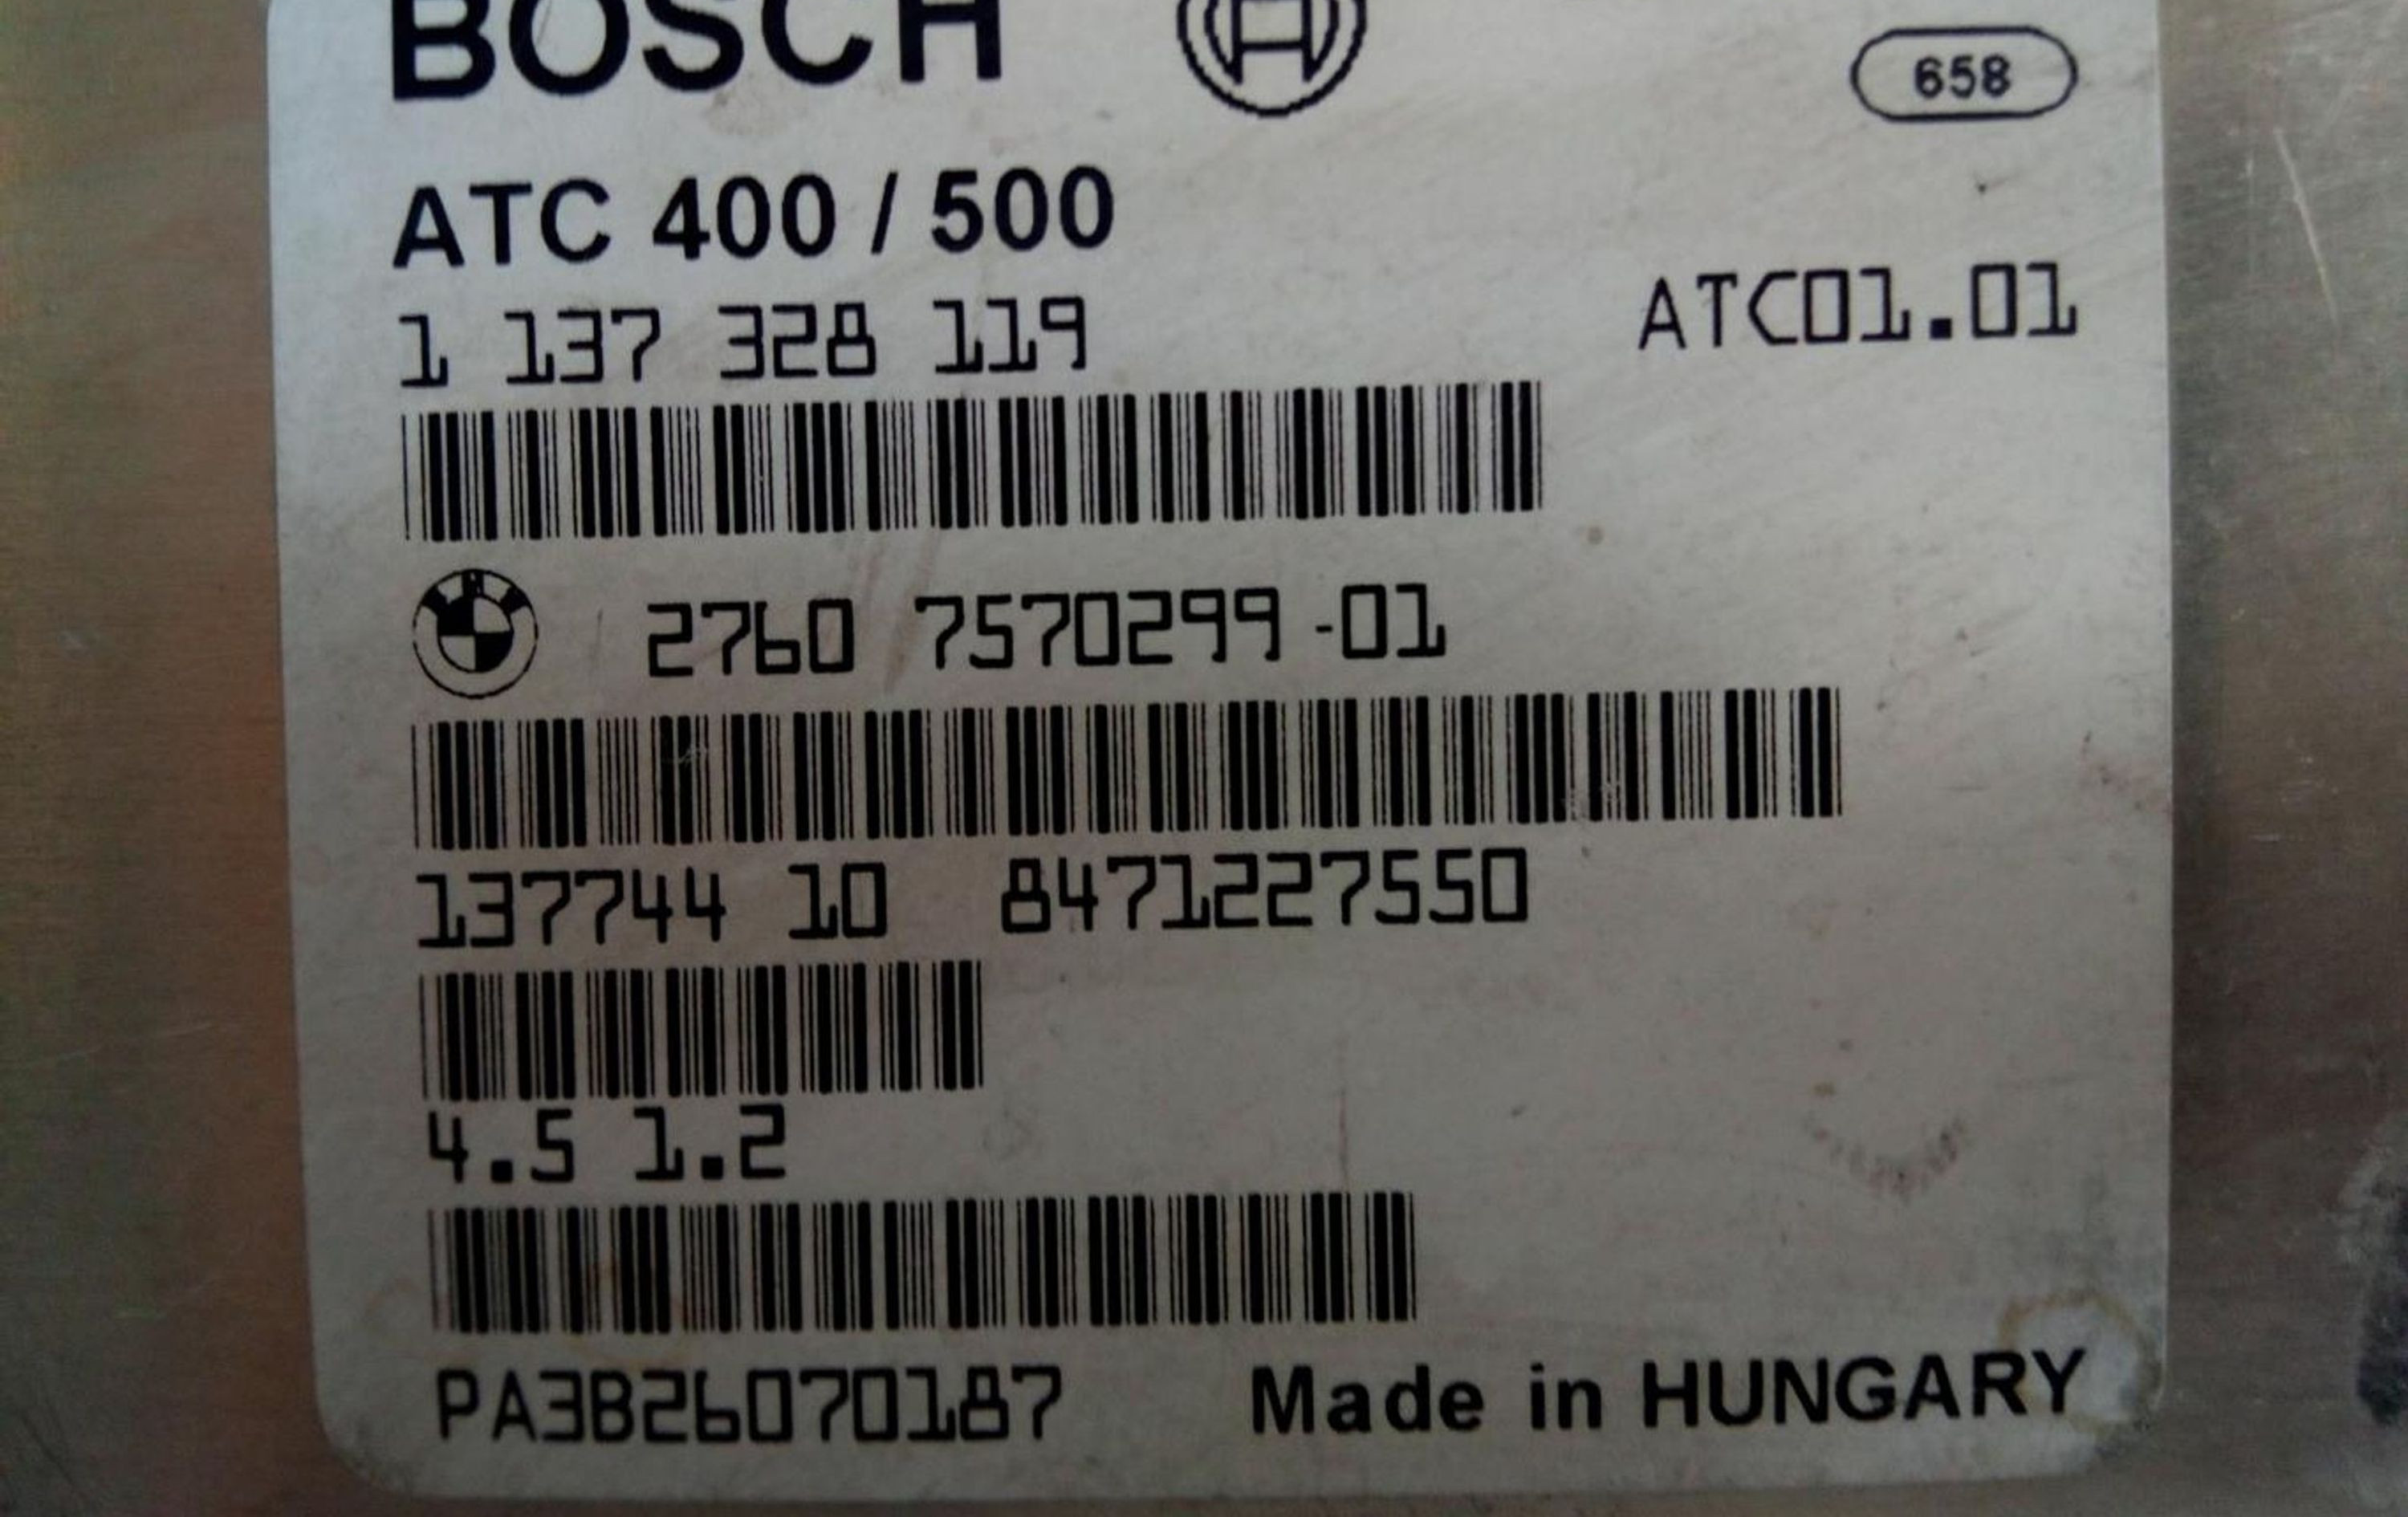 BOSCH
658
ATC 400 / 500
1 137 328 119
ATC01.01
2760 7570299 -01
137744 10 8471227550
4.5 1.2
PA3B26070187 Made in HUNGARY